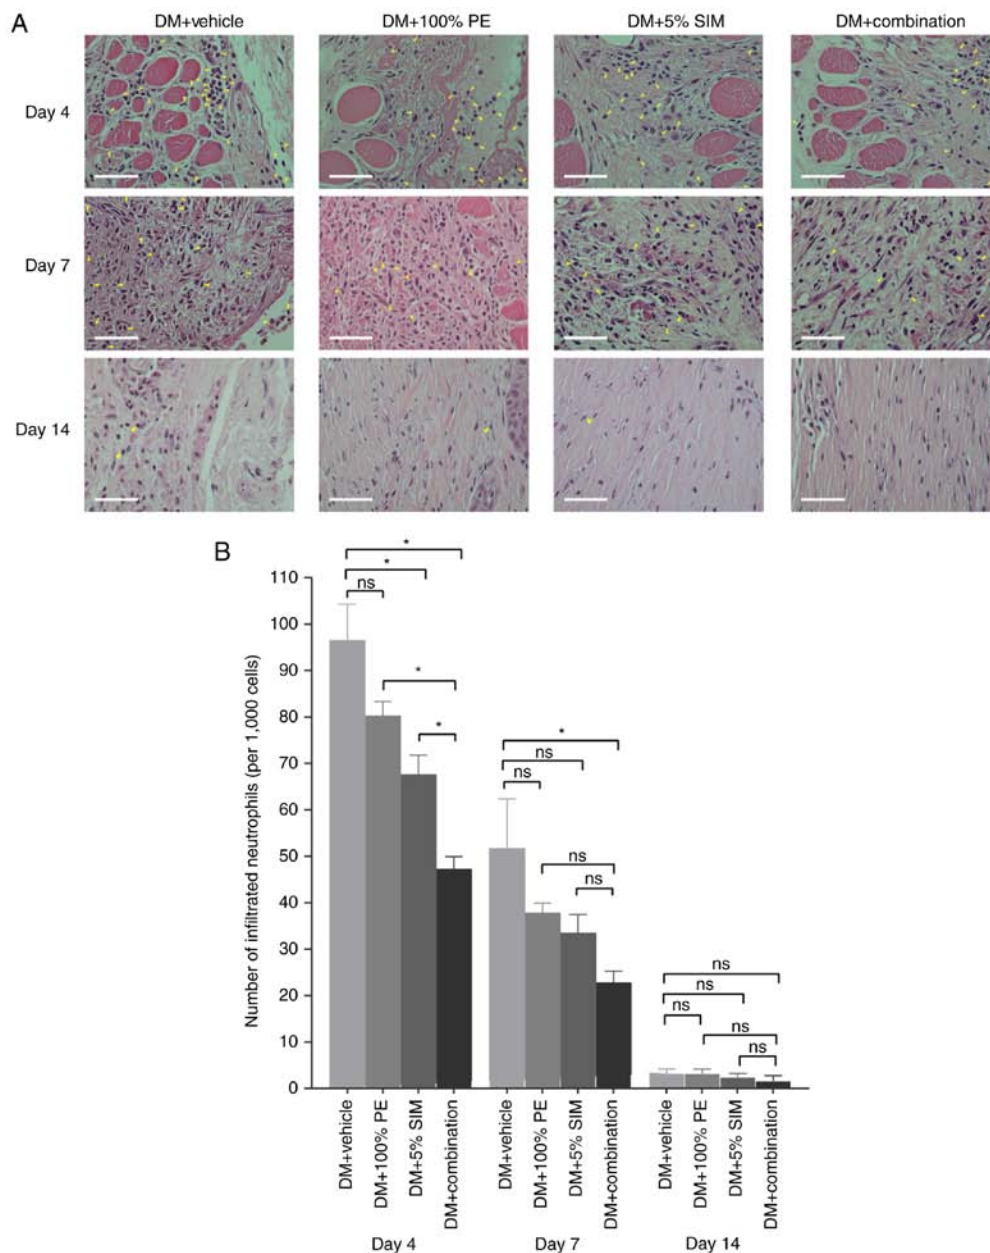 A
DM+vehicle DM+100% PE DM+5% SIM DM+combination
Day 4
Day 7
Day 14
B
Number of infiltrated neutrophils (per 1,000 cells)
110
100
90
80
70
60
50
40
30
20
10
0
*
*
ns
*
*
*
ns
ns
ns
ns
ns
ns
ns
ns
ns
DM+vehicle
DM+100% PE
DM+5% SIM
DM+combination
DM+vehicle
DM+100% PE
DM+5% SIM
DM+combination
DM+vehicle
DM+100% PE
DM+5% SIM
DM+combination
Day 4 Day 7 Day 14